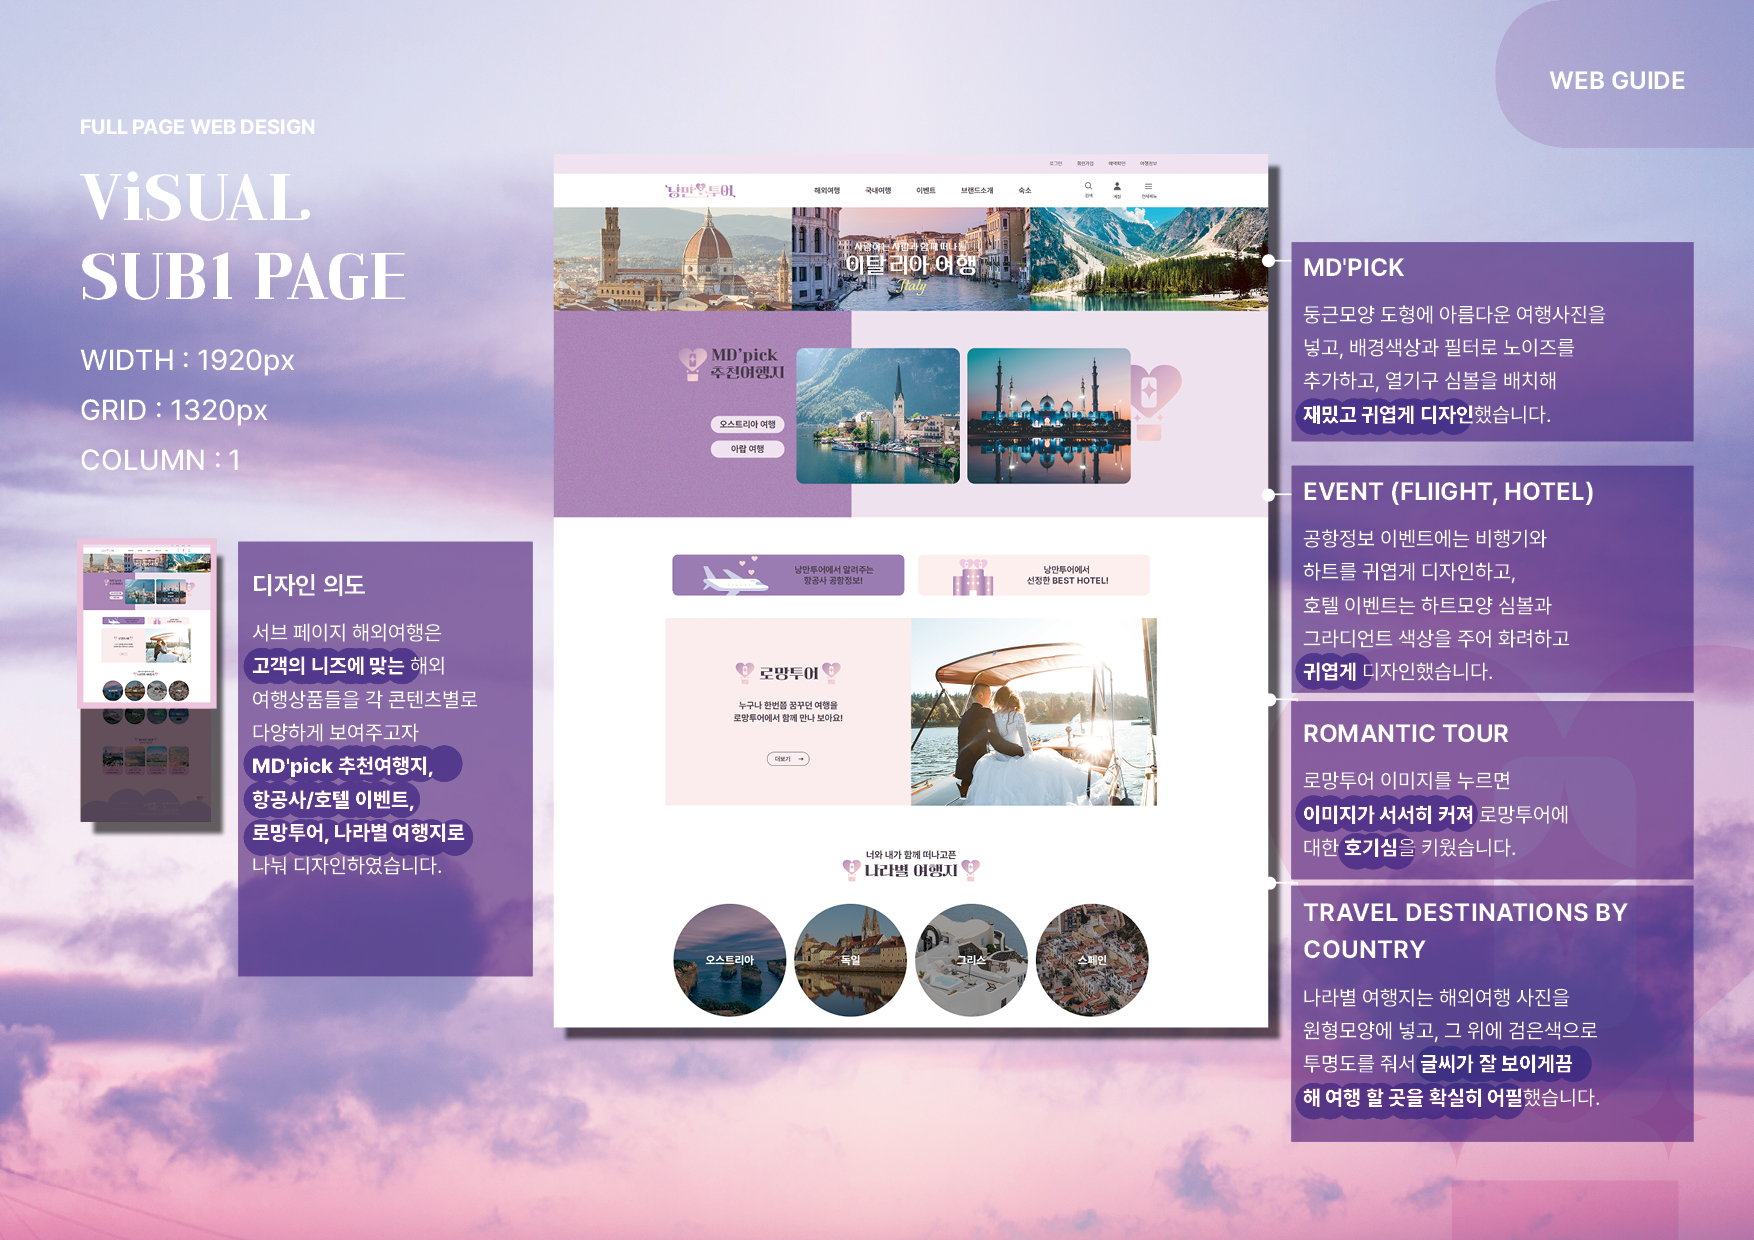 WEB GUIDE
FULL PAGE WEB DESIGN
ViSUAL
SUB1 PAGE
WIDTH : 1920px
GRID : 1320px
COLUMN : 1
디자인 의도
서브 페이지 해외여행은
고객의 니즈에 맞는 해외
여행상품들을 각 콘텐츠별로
다양하게 보여주고자
MD'pick 추천여행지,
항공사/호텔 이벤트,
로망투어, 나라별 여행지로
나눠 디자인하였습니다.
로그인 회원가입 예약확인 여행정보
낭만투어
해외여행 국내여행 이벤트 브랜드소개 숙소
검색 계정 전체메뉴
사랑하는 사람과 함께 떠나는
이탈리아 여행
Italy
MD'pick
추천여행지
오스트리아 여행
아랍 여행
낭만투어에서 알려주는
항공사 공항정보!
낭만투어에서
선정한 BEST HOTEL!
로망투어
누구나 한번쯤 꿈꾸던 여행을
로망투어에서 함께 만나 보아요!
더보기 →
너와 내가 함께 떠나고픈
나라별 여행지
오스트리아
독일
그리스
스페인
MD'PICK
둥근모양 도형에 아름다운 여행사진을
넣고, 배경색상과 필터로 노이즈를
추가하고, 열기구 심볼을 배치해
재밌고 귀엽게 디자인했습니다.
EVENT (FLIIGHT, HOTEL)
공항정보 이벤트에는 비행기와
하트를 귀엽게 디자인하고,
호텔 이벤트는 하트모양 심볼과
그라디언트 색상을 주어 화려하고
귀엽게 디자인했습니다.
ROMANTIC TOUR
로망투어 이미지를 누르면
이미지가 서서히 커져 로망투어에
대한 호기심을 키웠습니다.
TRAVEL DESTINATIONS BY
COUNTRY
나라별 여행지는 해외여행 사진을
원형모양에 넣고, 그 위에 검은색으로
투명도를 줘서 글씨가 잘 보이게끔
해 여행 할 곳을 확실히 어필했습니다.